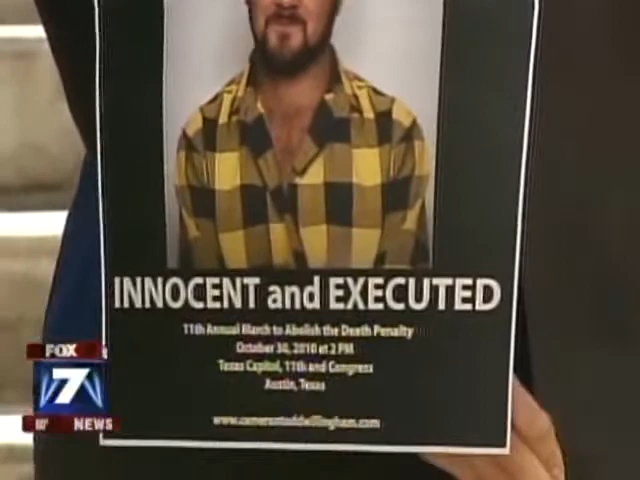 INNOCENT and EXECUTED
11th Annual March to Abolish the Death Penalty
October 30, 2010 at 2 PM
Texas Capitol, 11th and Congress
Austin, Texas
www.camerontoddwillingham.com
FOX
7
NEWS